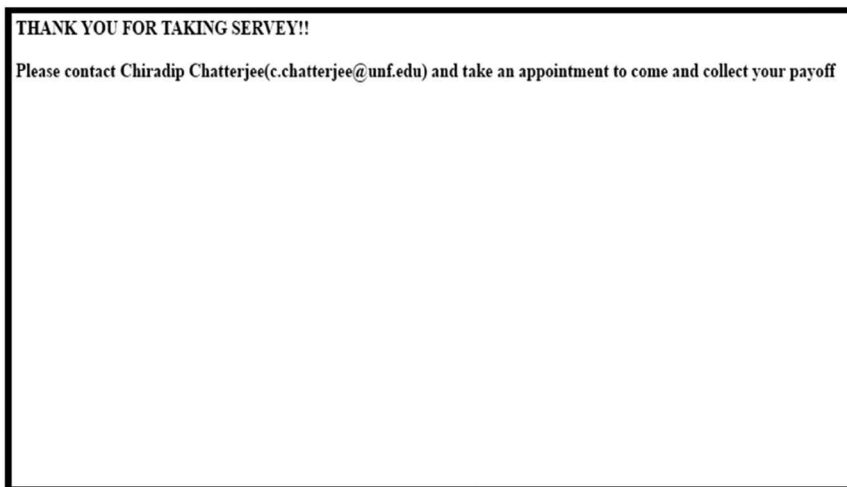 THANK YOU FOR TAKING SERVEY!!
Please contact Chiradip Chatterjee(c.chatterjee@unf.edu) and take an appointment to come and collect your payoff